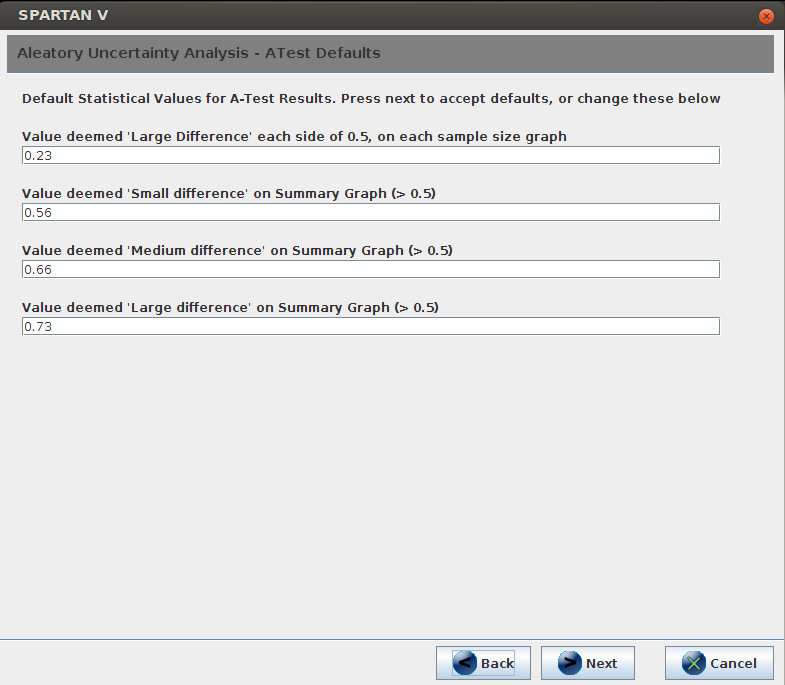 SPARTAN V
Aleatory Uncertainty Analysis - ATest Defaults
Default Statistical Values for A-Test Results. Press next to accept defaults, or change these below
Value deemed 'Large Difference' each side of 0.5, on each sample size graph
0.23
Value deemed 'Small difference' on Summary Graph (> 0.5)
0.56
Value deemed 'Medium difference' on Summary Graph (> 0.5)
0.66
Value deemed 'Large difference' on Summary Graph (> 0.5)
0.73
< Back > Next Cancel